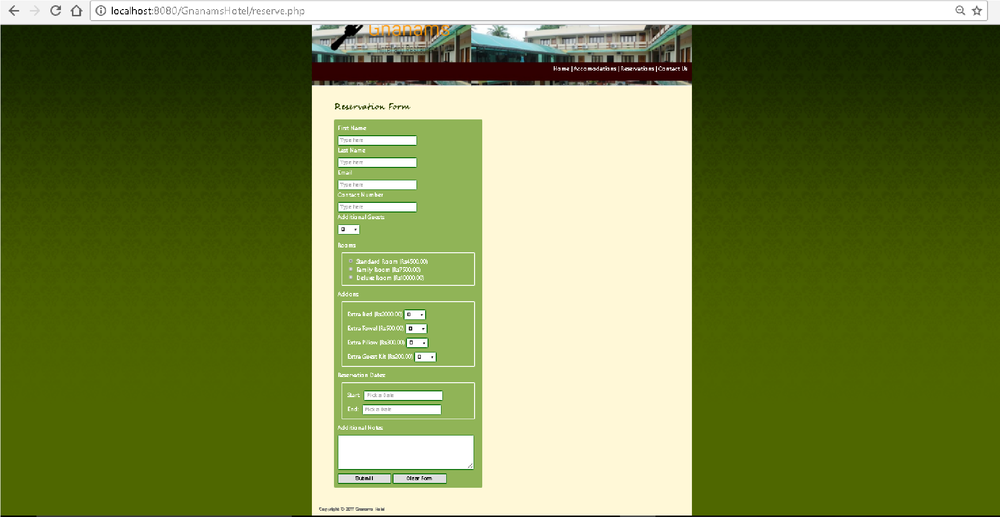 localhost:8080/GnanamsHotel/reserve.php
Gnanams
Hotel and
Home | Accomodations | Reservations | Contact Us
Reservation Form
First Name
Type here
Last Name
Type here
Email
Type here
Contact Number
Type here
Additional Guests
0
Rooms
Standard Room (Rs4500.00)
Family Room (Rs7500.00)
Deluxe Room (Rs10000.00)
Addons
Extra Bed (Rs2000.00) 0
Extra Towel (Rs500.00) 0
Extra Pillow (Rs300.00) 0
Extra Guest Kit (Rs200.00) 0
Reservation Dates:
Start: Pick a Date
End: Pick a Date
Additional Notes:
Submit Clear Form
Copyright © 2017 Gnanams Hotel